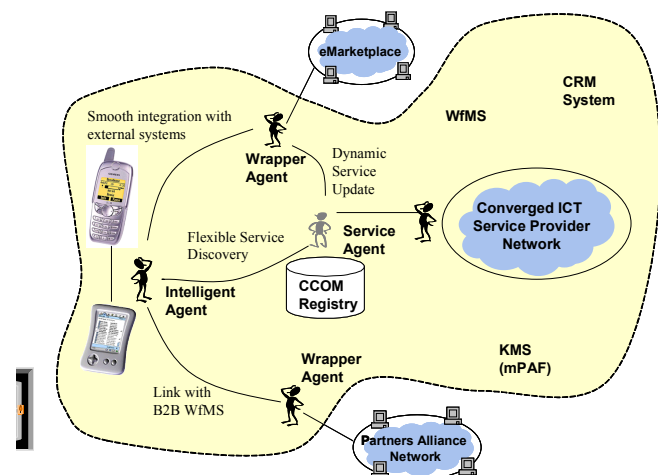 eMarketplace
CRM
System
WfMS
Smooth integration with
external systems
Wrapper
Agent
Dynamic
Service
Update
Converged ICT
Service Provider
Network
Flexible Service
Discovery
Service
Agent
Intelligent
Agent
CCOM
Registry
KMS
(mPAF)
Wrapper
Agent
Link with
B2B WfMS
Partners Alliance
Network